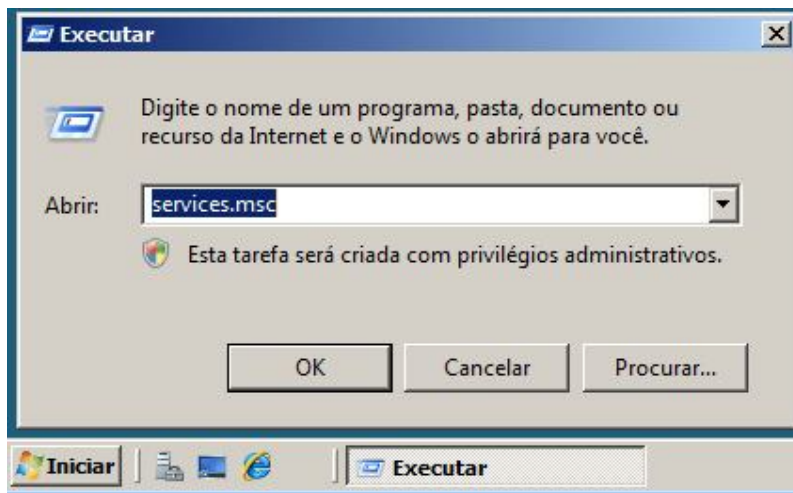 Executar
Digite o nome de um programa, pasta, documento ou
recurso da Internet e o Windows o abrirá para você.
Abrir: services.msc
Esta tarefa será criada com privilégios administrativos.
OK Cancelar Procurar...
Iniciar Executar